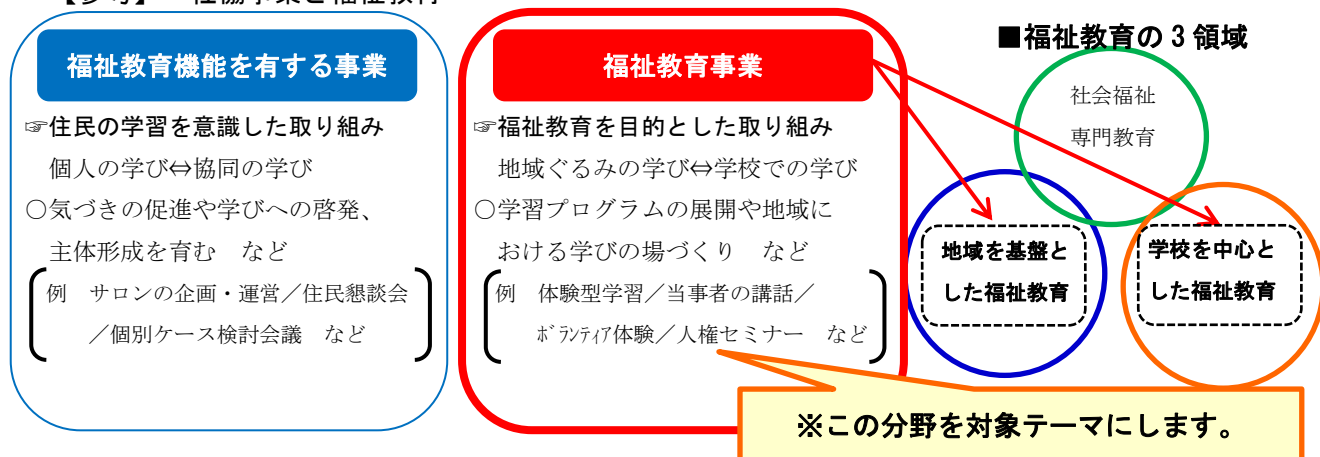 【参考】 社協事業と福祉教育
福祉教育機能を有する事業
☞住民の学習を意識した取り組み
個人の学び⇔協同の学び
○気づきの促進や学びへの啓発、
主体形成を育む など
例 サロンの企画・運営／住民懇談会
／個別ケース検討会議 など
福祉教育事業
☞福祉教育を目的とした取り組み
地域ぐるみの学び⇔学校での学び
○学習プログラムの展開や地域に
おける学びの場づくり など
例 体験型学習／当事者の講話／
ﾎﾞﾗﾝﾃｨｱ体験／人権セミナー など
■福祉教育の３領域
社会福祉
専門教育
地域を基盤と
した福祉教育
学校を中心と
した福祉教育
※この分野を対象テーマにします。